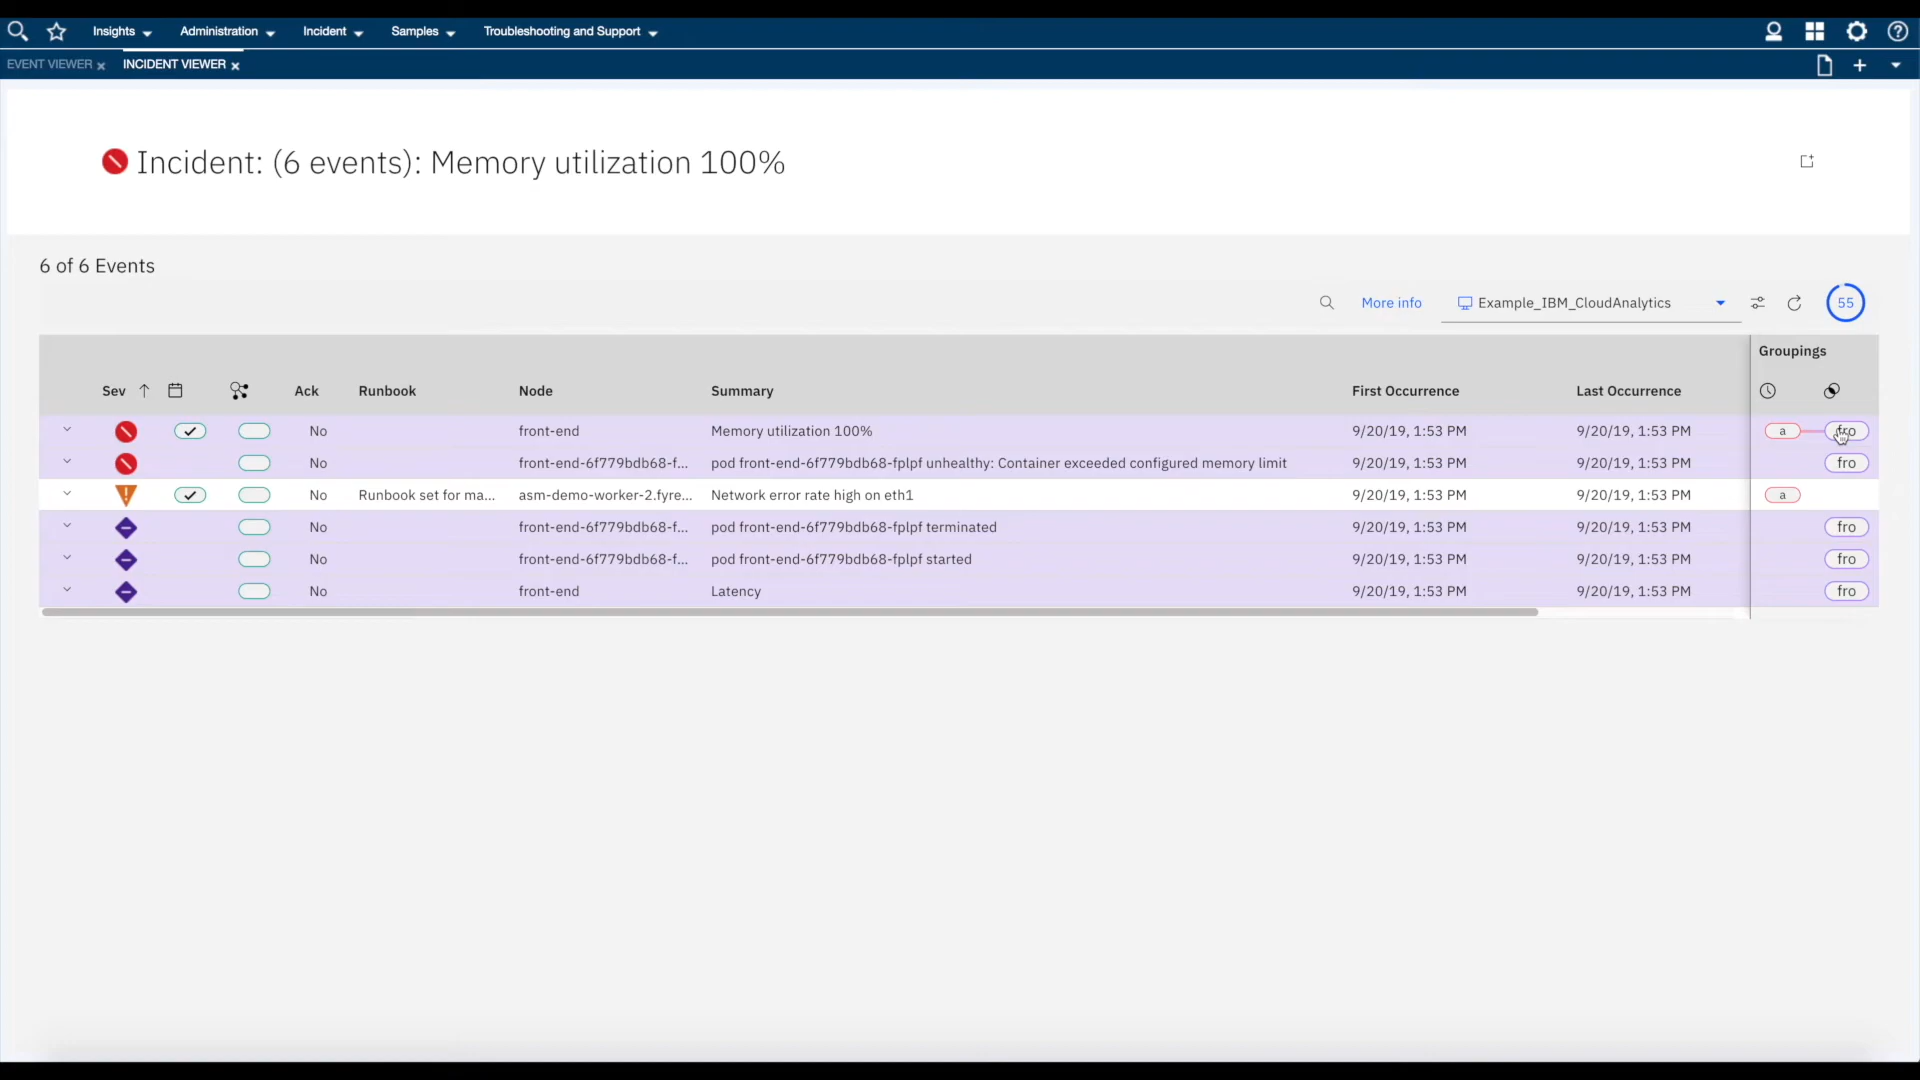 Insights Administration Incident Samples Troubleshooting and Support
EVENT VIEWER x INCIDENT VIEWER x
Incident: (6 events): Memory utilization 100%
6 of 6 Events
More info Example_IBM_CloudAnalytics 55
Groupings
Sev Ack Runbook Node Summary First Occurrence Last Occurrence
No front-end Memory utilization 100% 9/20/19, 1:53 PM 9/20/19, 1:53 PM a fro
No front-end-6f779bdb68-f... pod front-end-6f779bdb68-fplpf unhealthy: Container exceeded configured memory limit 9/20/19, 1:53 PM 9/20/19, 1:53 PM fro
No Runbook set for ma... asm-demo-worker-2.fyre... Network error rate high on eth1 9/20/19, 1:53 PM 9/20/19, 1:53 PM a
No front-end-6f779bdb68-f... pod front-end-6f779bdb68-fplpf terminated 9/20/19, 1:53 PM 9/20/19, 1:53 PM fro
No front-end-6f779bdb68-f... pod front-end-6f779bdb68-fplpf started 9/20/19, 1:53 PM 9/20/19, 1:53 PM fro
No front-end Latency 9/20/19, 1:53 PM 9/20/19, 1:53 PM fro